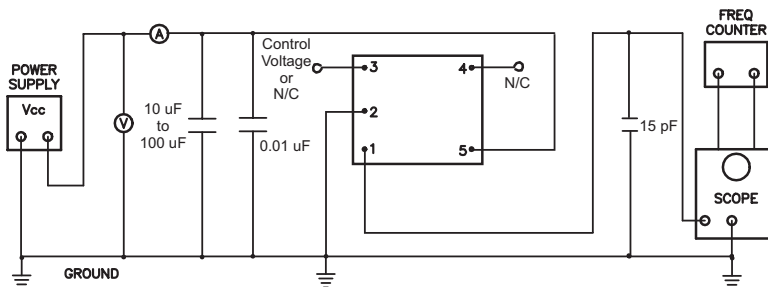 FREQ
COUNTER
POWER
SUPPLY
Vcc
A
V
10 uF
to
100 uF
0.01 uF
Control
Voltage
or
N/C
3
2
1
4
5
N/C
15 pF
SCOPE
GROUND